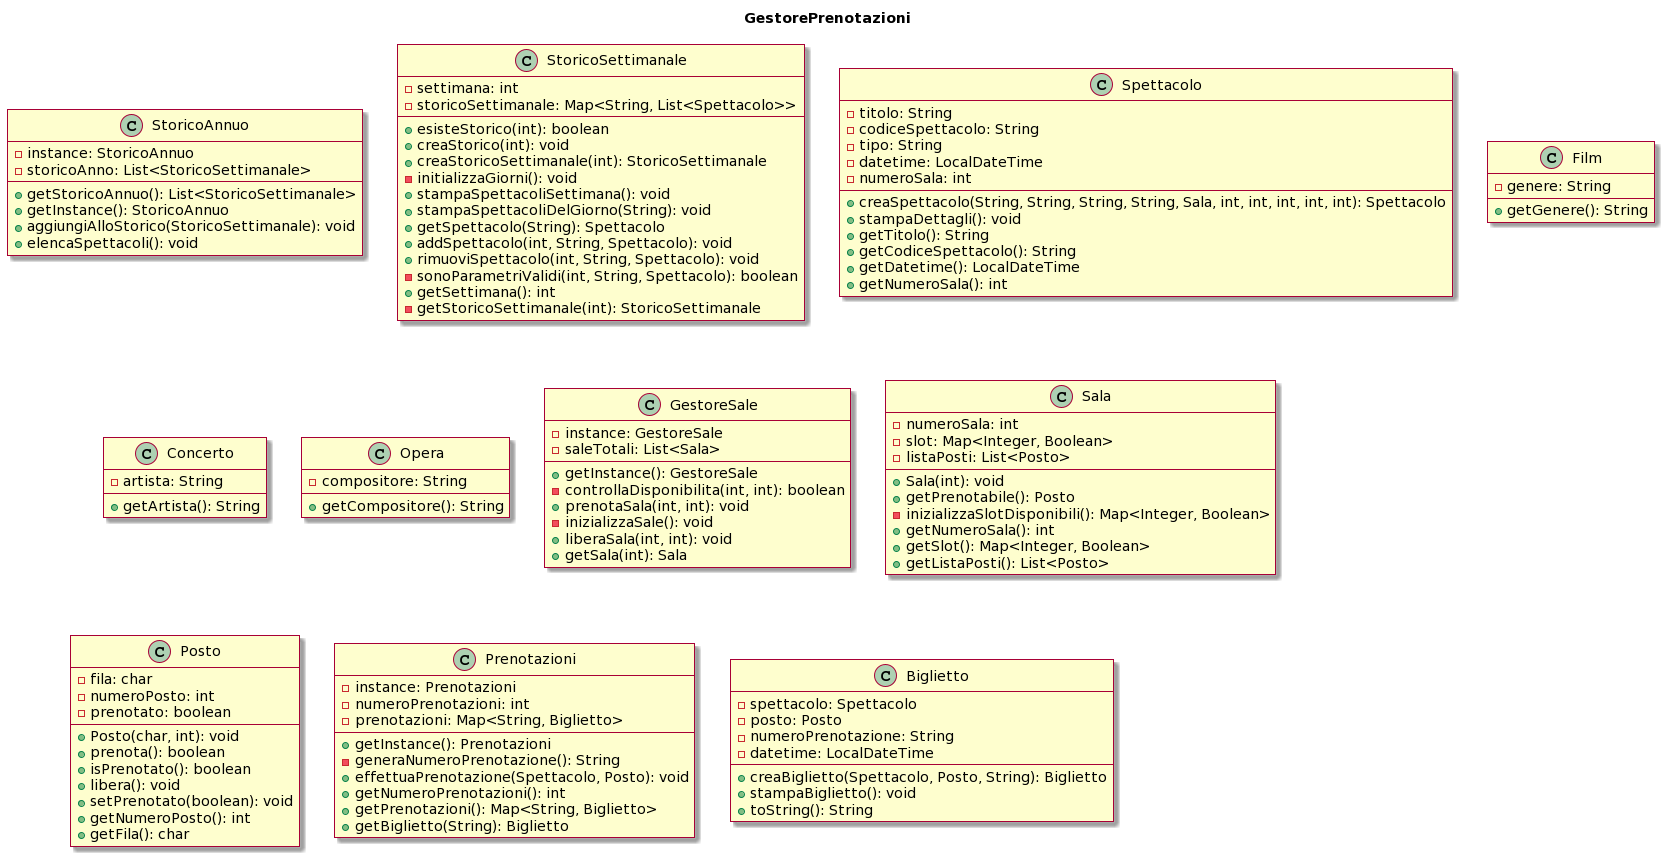 GestorePrenotazioni
StoricoAnnuo
instance: StoricoAnnuo
storicoAnno: List<StoricoSettimanale>
getStoricoAnnuo(): List<StoricoSettimanale>
getInstance(): StoricoAnnuo
aggiungiAlloStorico(StoricoSettimanale): void
elencaSpettacoli(): void
StoricoSettimanale
settimana: int
storicoSettimanale: Map<String, List<Spettacolo>>
esisteStorico(int): boolean
creaStorico(int): void
creaStoricoSettimanale(int): StoricoSettimanale
initializzaGiorni(): void
stampaSpettacoliSettimana(): void
stampaSpettacoliDelGiorno(String): void
getSpettacolo(String): Spettacolo
addSpettacolo(int, String, Spettacolo): void
rimuoviSpettacolo(int, String, Spettacolo): void
sonoParametriValidi(int, String, Spettacolo): boolean
getSettimana(): int
getStoricoSettimanale(int): StoricoSettimanale
Spettacolo
titolo: String
codiceSpettacolo: String
tipo: String
datetime: LocalDateTime
numeroSala: int
creaSpettacolo(String, String, String, String, Sala, int, int, int, int, int): Spettacolo
stampaDettagli(): void
getTitolo(): String
getCodiceSpettacolo(): String
getDatetime(): LocalDateTime
getNumeroSala(): int
Film
genere: String
getGenere(): String
Concerto
artista: String
getArtista(): String
Opera
compositore: String
getCompositore(): String
GestoreSale
instance: GestoreSale
saleTotali: List<Sala>
getInstance(): GestoreSale
controllaDisponibilita(int, int): boolean
prenotaSala(int, int): void
inizializzaSale(): void
liberaSala(int, int): void
getSala(int): Sala
Sala
numeroSala: int
slot: Map<Integer, Boolean>
listaPosti: List<Posto>
Sala(int): void
getPrenotabile(): Posto
inizializzaSlotDisponibili(): Map<Integer, Boolean>
getNumeroSala(): int
getSlot(): Map<Integer, Boolean>
getListaPosti(): List<Posto>
Posto
fila: char
numeroPosto: int
prenotato: boolean
Posto(char, int): void
prenota(): boolean
isPrenotato(): boolean
libera(): void
setPrenotato(boolean): void
getNumeroPosto(): int
getFila(): char
Prenotazioni
instance: Prenotazioni
numeroPrenotazioni: int
prenotazioni: Map<String, Biglietto>
getInstance(): Prenotazioni
generaNumeroPrenotazione(): String
effettuaPrenotazione(Spettacolo, Posto): void
getNumeroPrenotazioni(): int
getPrenotazioni(): Map<String, Biglietto>
getBiglietto(String): Biglietto
Biglietto
spettacolo: Spettacolo
posto: Posto
numeroPrenotazione: String
datetime: LocalDateTime
creaBiglietto(Spettacolo, Posto, String): Biglietto
stampaBiglietto(): void
toString(): String